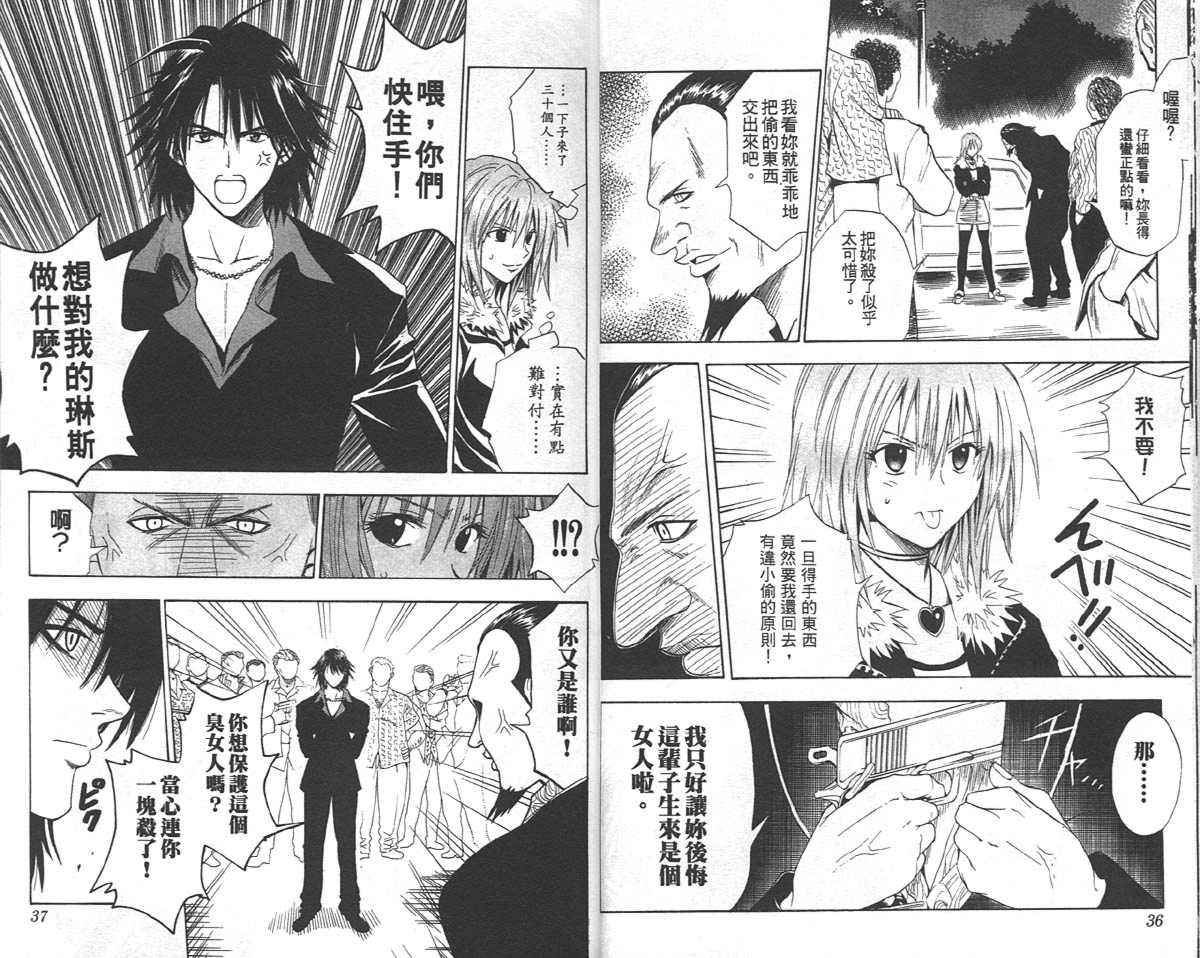 喔喔？
仔細看看，妳長得
還蠻正點的嘛！
把妳殺了似乎
太可惜了。
我看妳就乖乖地
把偷的東西
交出來吧。
我不要！
んべ!!
一旦得手的東西
竟然要我還回去，
有違小偷的原則！
那……
我只好讓妳後悔
這輩子生來是個
女人啦。
36
…一下子來了
三十個人……
…實在有點
難對付……
喂，你們
快住手！
想對我的琳斯
做什麼？
!!?
啊？
你又是誰啊！
你想保護這個
臭女人嗎？
當心連你
一塊殺了！
ピク
37